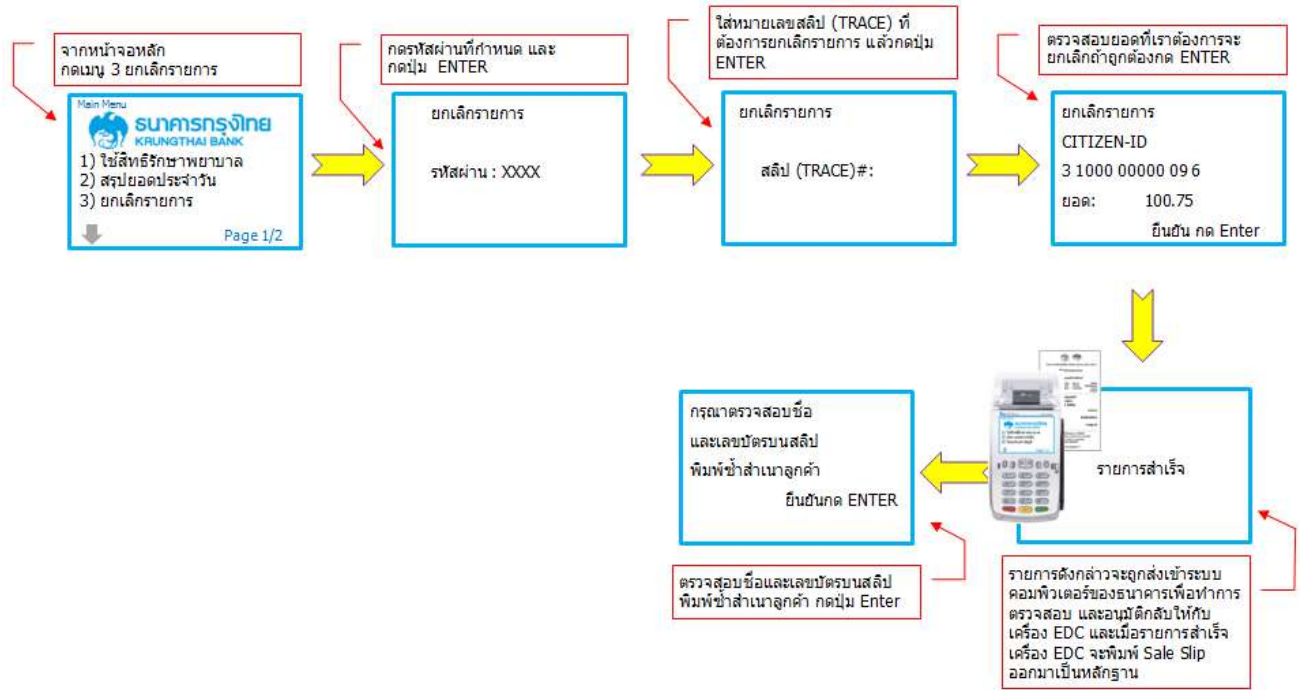 จากหน้าจอหลัก
กดเมนู 3 ยกเลิกรายการ
Main Menu
ธนาคารกรุงไทย
KRUNGTHAI BANK
1) ใช้สิทธิรักษาพยาบาล
2) สรุปยอดประจำวัน
3) ยกเลิกรายการ
Page 1/2
กดรหัสผ่านที่กำหนด และ
กดปุ่ม ENTER
ยกเลิกรายการ
รหัสผ่าน : XXXX
ใส่หมายเลขสลิป (TRACE) ที่
ต้องการยกเลิกรายการ แล้วกดปุ่ม
ENTER
ยกเลิกรายการ
สลิป (TRACE)#:
ตรวจสอบยอดที่เราต้องการจะ
ยกเลิกถ้าถูกต้องกด ENTER
ยกเลิกรายการ
CITIZEN-ID
3 1000 00000 09 6
ยอด: 100.75
ยืนยัน กด Enter
รายการสำเร็จ
รายการดังกล่าวจะถูกส่งเข้าระบบ
คอมพิวเตอร์ของธนาคารเพื่อทำการ
ตรวจสอบ และอนุมัติกลับให้กับ
เครื่อง EDC และเมื่อรายการสำเร็จ
เครื่อง EDC จะพิมพ์ Sale Slip
ออกมาเป็นหลักฐาน
กรุณาตรวจสอบชื่อ
และเลขบัตรบนสลิป
พิมพ์ซ้ำสำเนาลูกค้า
ยืนยันกด ENTER
ตรวจสอบชื่อและเลขบัตรบนสลิป
พิมพ์ซ้ำสำเนาลูกค้า กดปุ่ม Enter